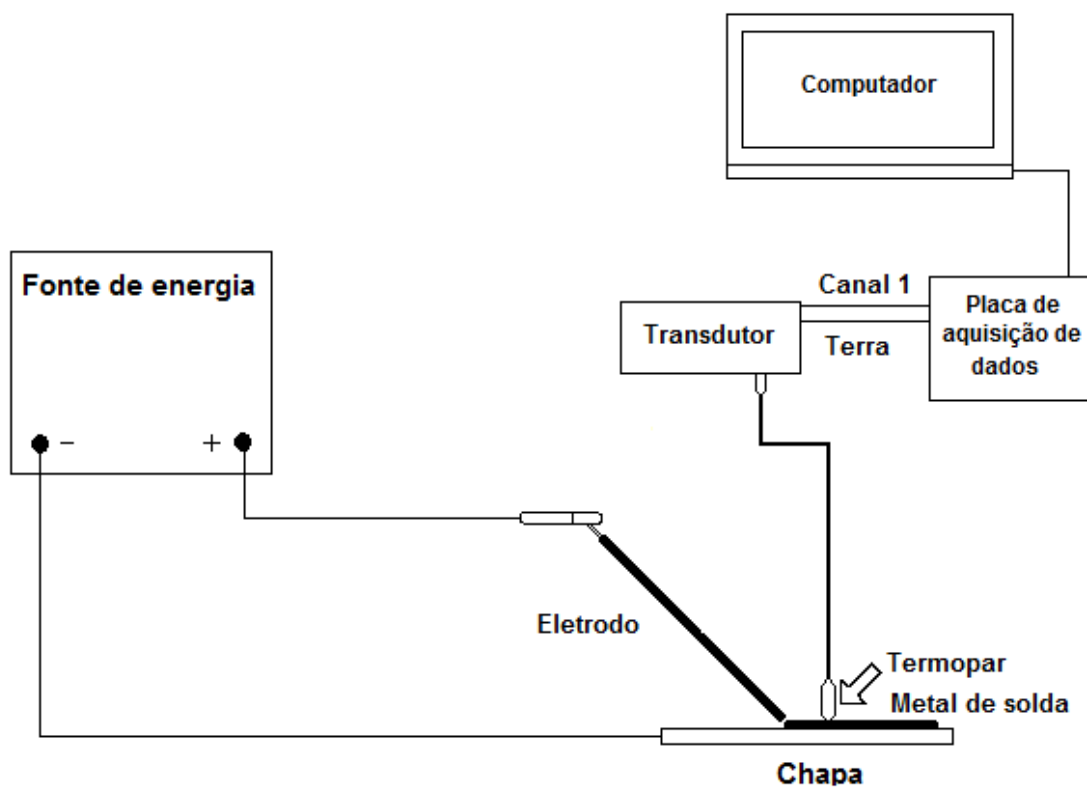 Computador
Fonte de energia
Canal 1
Transdutor
Terra
Placa de
aquisição de
dados
− +
Eletrodo
Termopar
Metal de solda
Chapa